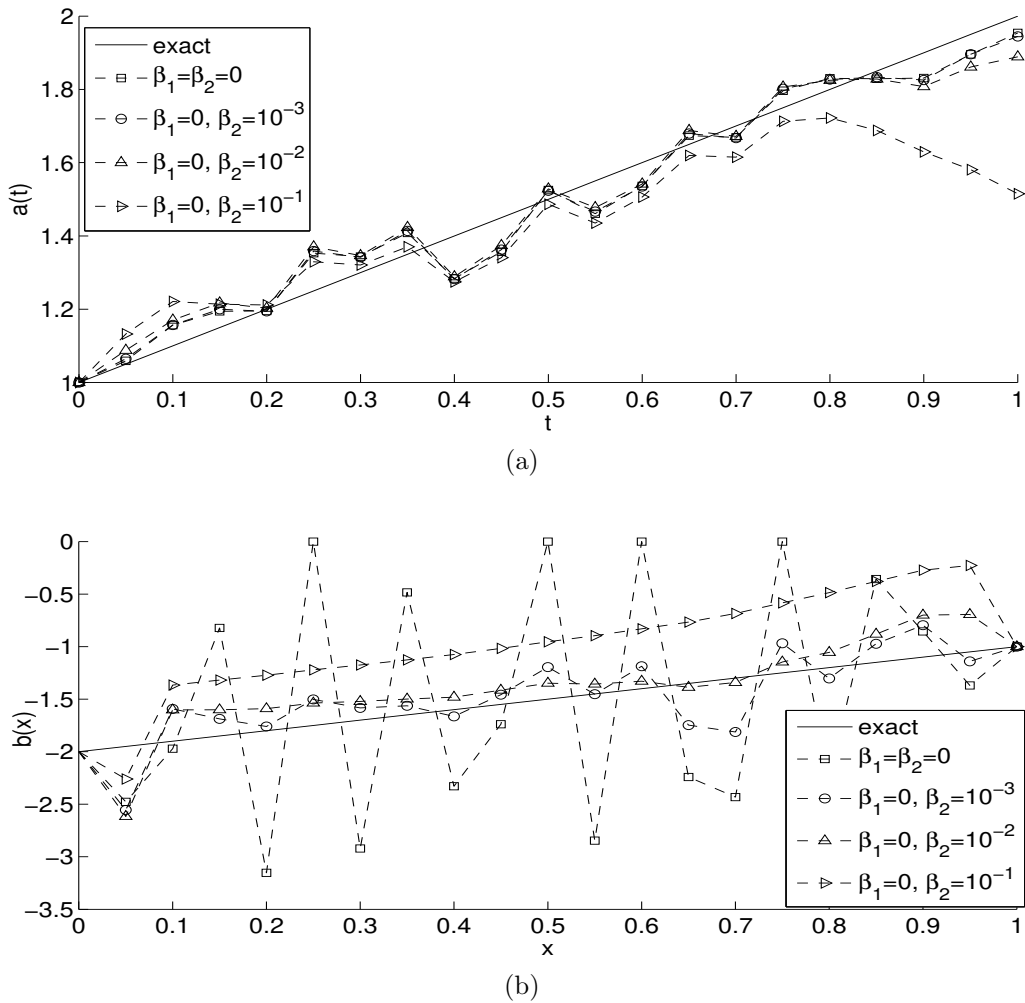 2
1.8
1.6
1.4
1.2
1
a(t)
exact
β₁=β₂=0
β₁=0, β₂=10⁻³
β₁=0, β₂=10⁻²
β₁=0, β₂=10⁻¹
0 0.1 0.2 0.3 0.4 0.5 0.6 0.7 0.8 0.9 1
t
(a)
0
−0.5
−1
−1.5
−2
−2.5
−3
−3.5
b(x)
exact
β₁=β₂=0
β₁=0, β₂=10⁻³
β₁=0, β₂=10⁻²
β₁=0, β₂=10⁻¹
0 0.1 0.2 0.3 0.4 0.5 0.6 0.7 0.8 0.9 1
x
(b)